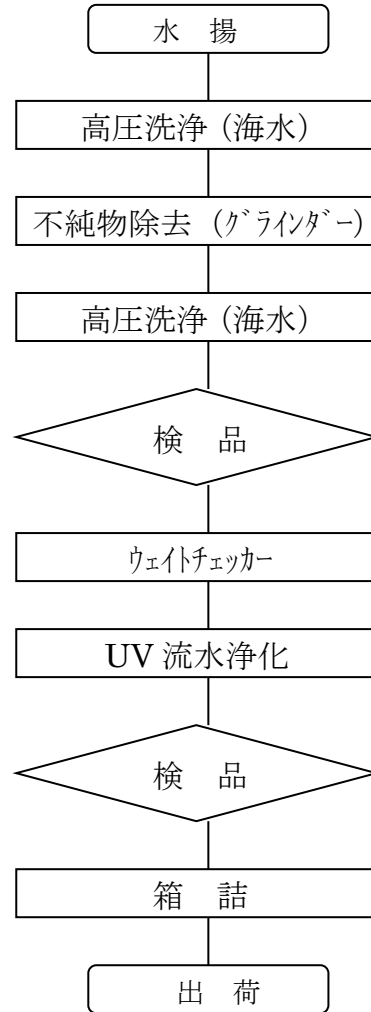 水　揚
高圧洗浄（海水）
不純物除去（ｸﾞﾗｲﾝﾀﾞｰ）
高圧洗浄（海水）
検　品
ｳｪｲﾄﾁｪｯｶｰ
UV 流水浄化
検　品
箱　詰
出　荷